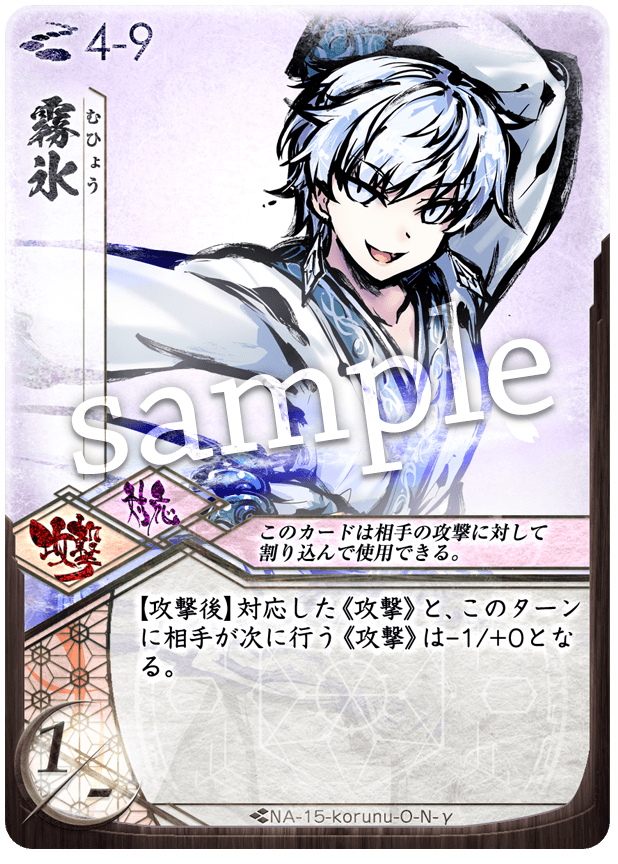 4-9
霧氷
むひょう
sample
攻撃
対応
このカードは相手の攻撃に対して
割り込んで使用できる。
【攻撃後】対応した《攻撃》と、このターン
に相手が次に行う《攻撃》は-1/+0とな
る。
1/-
NA-15-korunu-O-N-γ